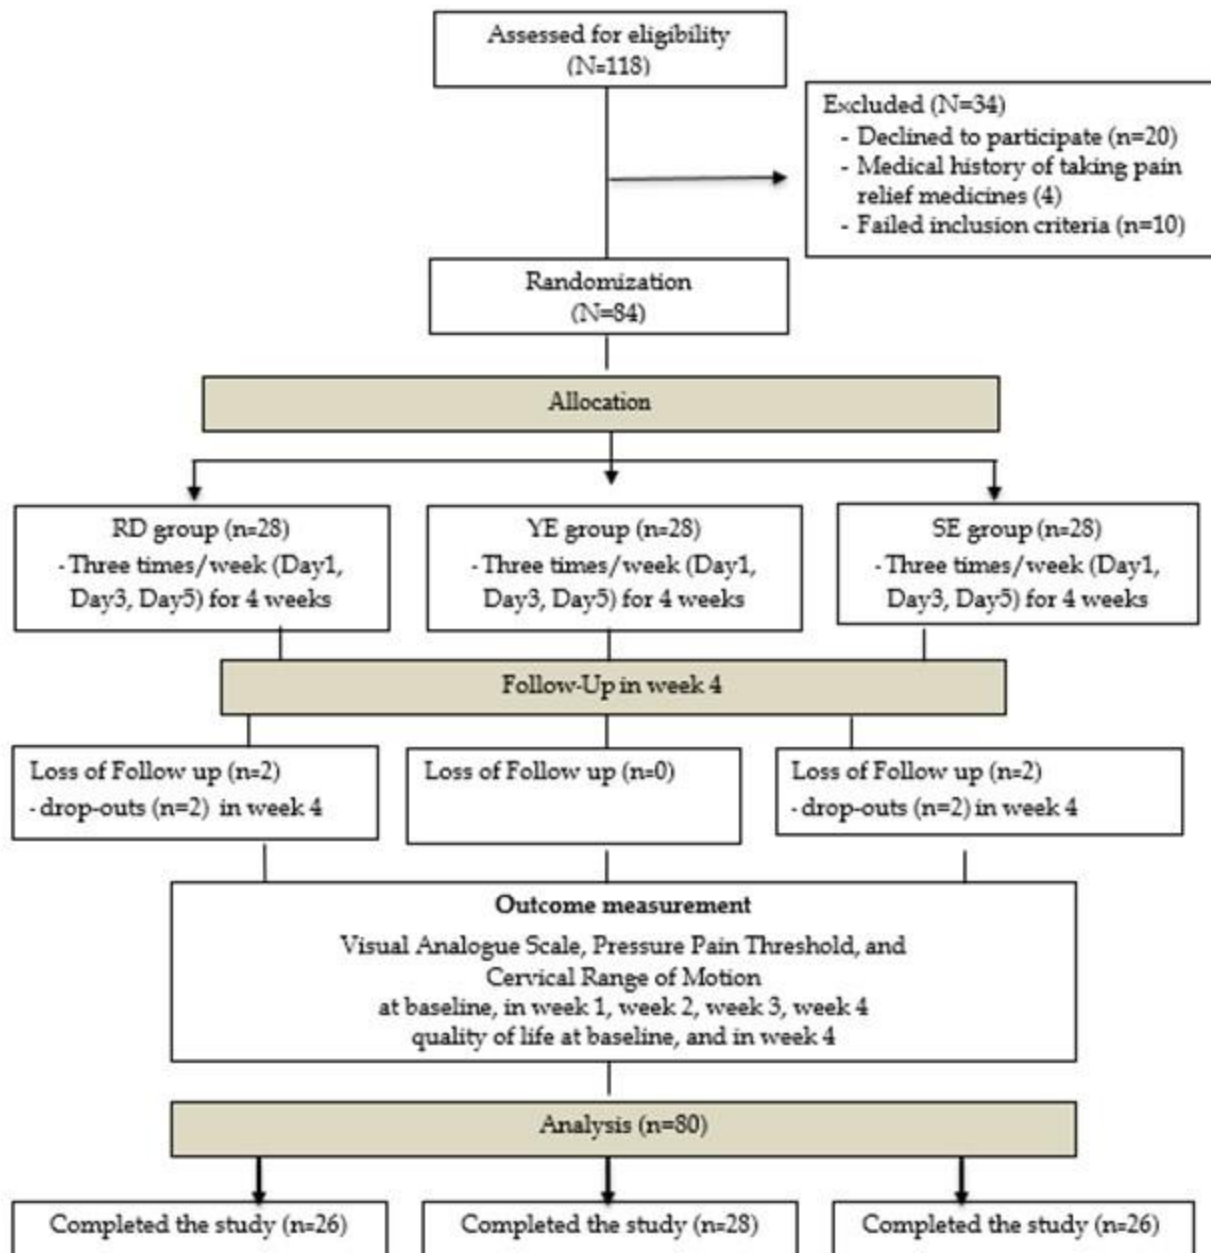 Assessed for eligibility
(N=118)
Excluded (N=34)
- Declined to participate (n=20)
- Medical history of taking pain
relief medicines (4)
- Failed inclusion criteria (n=10)
Randomization
(N=84)
Allocation
RD group (n=28)
-Three times/week (Day1,
Day3, Day5) for 4 weeks
YE group (n=28)
-Three times/week (Day1,
Day3, Day5) for 4 weeks
SE group (n=28)
-Three times/week (Day1,
Day3, Day5) for 4 weeks
Follow-Up in week 4
Loss of Follow up (n=2)
- drop-outs (n=2) in week 4
Loss of Follow up (n=0)
Loss of Follow up (n=2)
- drop-outs (n=2) in week 4
Outcome measurement
Visual Analogue Scale, Pressure Pain Threshold, and
Cervical Range of Motion
at baseline, in week 1, week 2, week 3, week 4
quality of life at baseline, and in week 4
Analysis (n=80)
Completed the study (n=26)
Completed the study (n=28)
Completed the study (n=26)